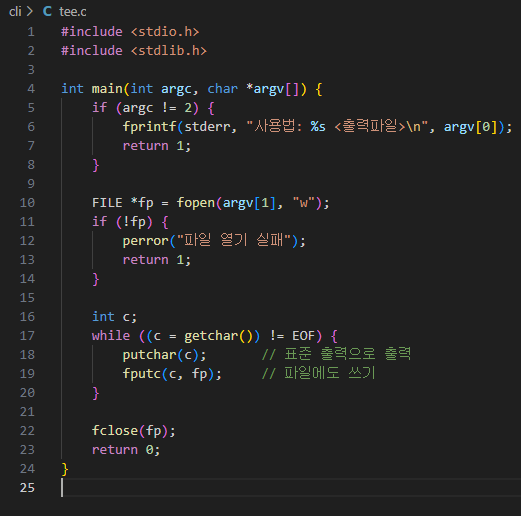 cli > C tee.c
1 #include <stdio.h>
2 #include <stdlib.h>
3
4 int main(int argc, char *argv[]) {
5     if (argc != 2) {
6         fprintf(stderr, "사용법: %s <출력파일>\n", argv[0]);
7         return 1;
8     }
9
10     FILE *fp = fopen(argv[1], "w");
11     if (!fp) {
12         perror("파일 열기 실패");
13         return 1;
14     }
15
16     int c;
17     while ((c = getchar()) != EOF) {
18         putchar(c);       // 표준 출력으로 출력
19         fputc(c, fp);     // 파일에도 쓰기
20     }
21
22     fclose(fp);
23     return 0;
24 }
25